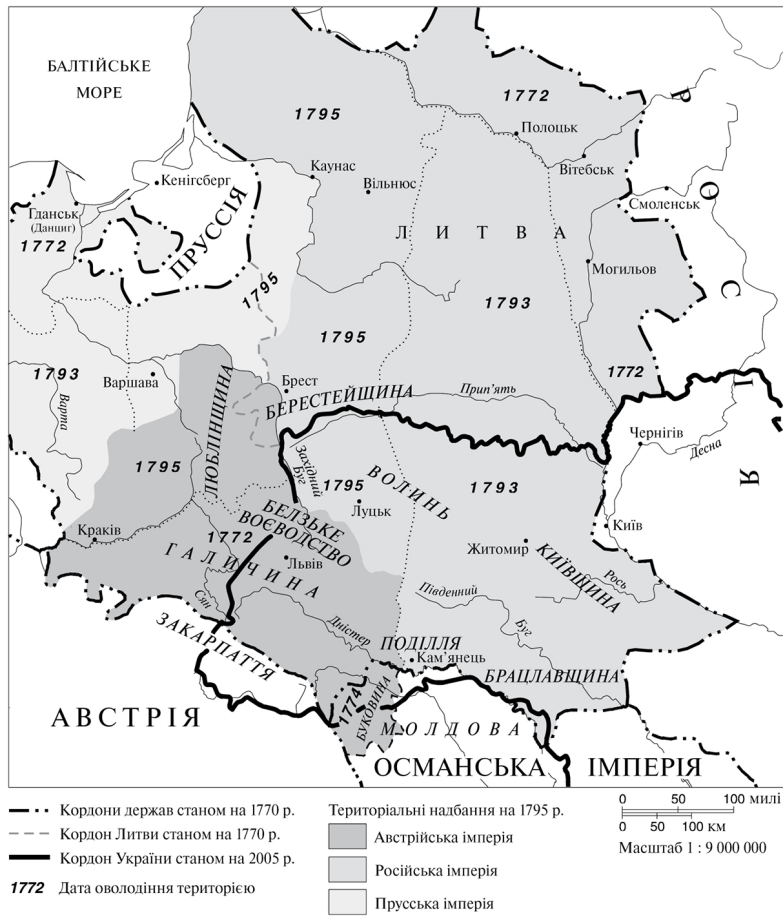 БАЛТІЙСЬКЕ
МОРЕ
1795
1772
Полоцьк
Вітебськ
Каунас
Вільнюс
Кенігсберг
Смоленськ
Гданськ
(Данциг)
1772
ПРУССІЯ
ЛИТВА
РОСІЯ
Могильов
1795
1793
1795
1772
1793
Варшава
Варта
ЛЮБЛІНЩИНА
Брест
БЕРЕСТЕЙЩИНА
Прип’ять
Чернігів
Десна
Західний
Буг
1795
ВОЛИНЬ
1795
1793
Луцьк
БЕЛЗЬКЕ
ВОЄВОДСТВО
Київ
Краків
1772
ГАЛИЧИНА
Львів
Житомир
КИЇВЩИНА
Рось
Сян
Південний
Буг
ЗАКАРПАТТЯ
Дністер
ПОДІЛЛЯ
Кам’янець
БРАЦЛАВЩИНА
1774
БУКОВИНА
МОЛДОВА
АВСТРІЯ
ОСМАНСЬКА ІМПЕРІЯ
Кордони держав станом на 1770 р.
Кордон Литви станом на 1770 р.
Кордон України станом на 2005 р.
1772 Дата оволодіння територією
Територіальні надбання на 1795 р.
Австрійська імперія
Російська імперія
Прусська імперія
0 50 100 милі
0 50 100 км
Масштаб 1 : 9 000 000